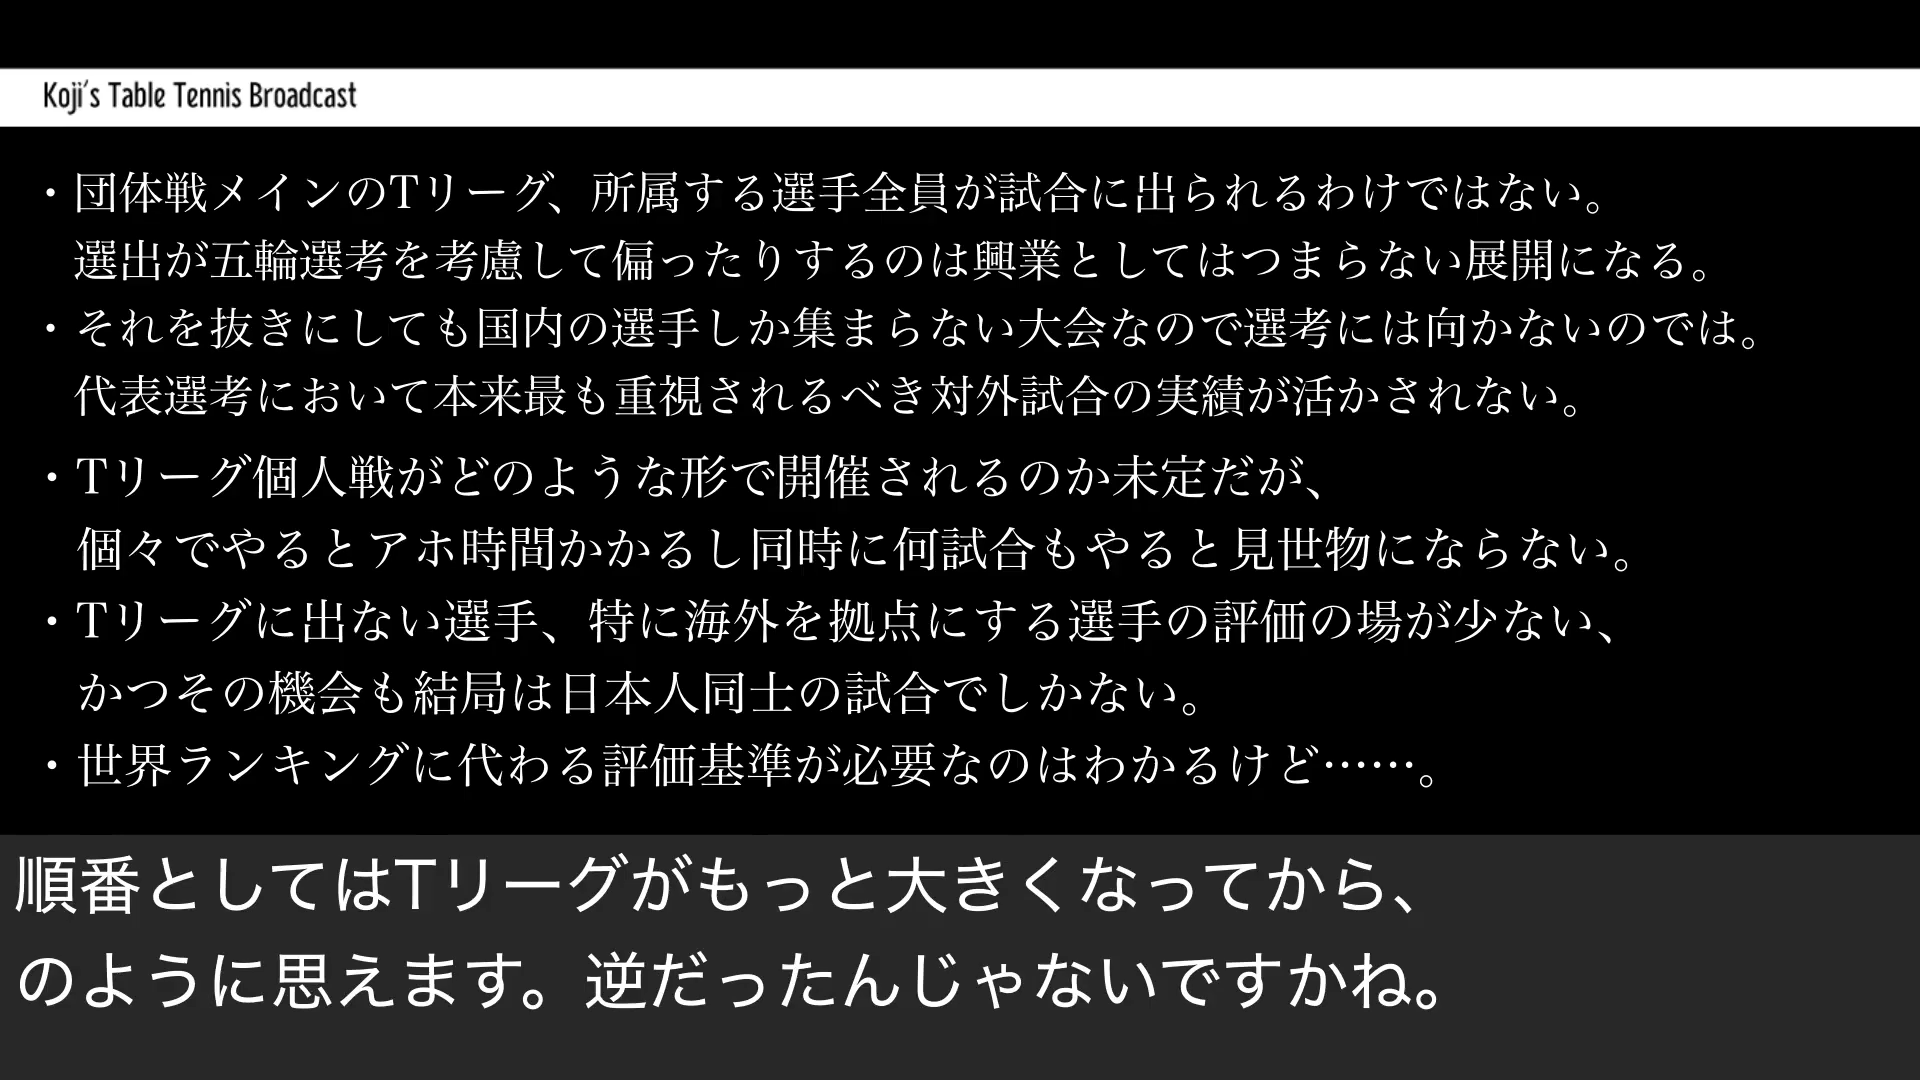 Koji's Table Tennis Broadcast
・団体戦メインのTリーグ、所属する選手全員が試合に出られるわけではない。
選出が五輪選考を考慮して偏ったりするのは興業としてはつまらない展開になる。
・それを抜きにしても国内の選手しか集まらない大会なので選考には向かないのでは。
代表選考において本来最も重視されるべき対外試合の実績が活かされない。
・Tリーグ個人戦がどのような形で開催されるのか未定だが、
個々でやるとアホ時間かかるし同時に何試合もやると見世物にならない。
・Tリーグに出ない選手、特に海外を拠点にする選手の評価の場が少ない、
かつその機会も結局は日本人同士の試合でしかない。
・世界ランキングに代わる評価基準が必要なのはわかるけど……。
順番としてはTリーグがもっと大きくなってから、
のように思えます。逆だったんじゃないですかね。